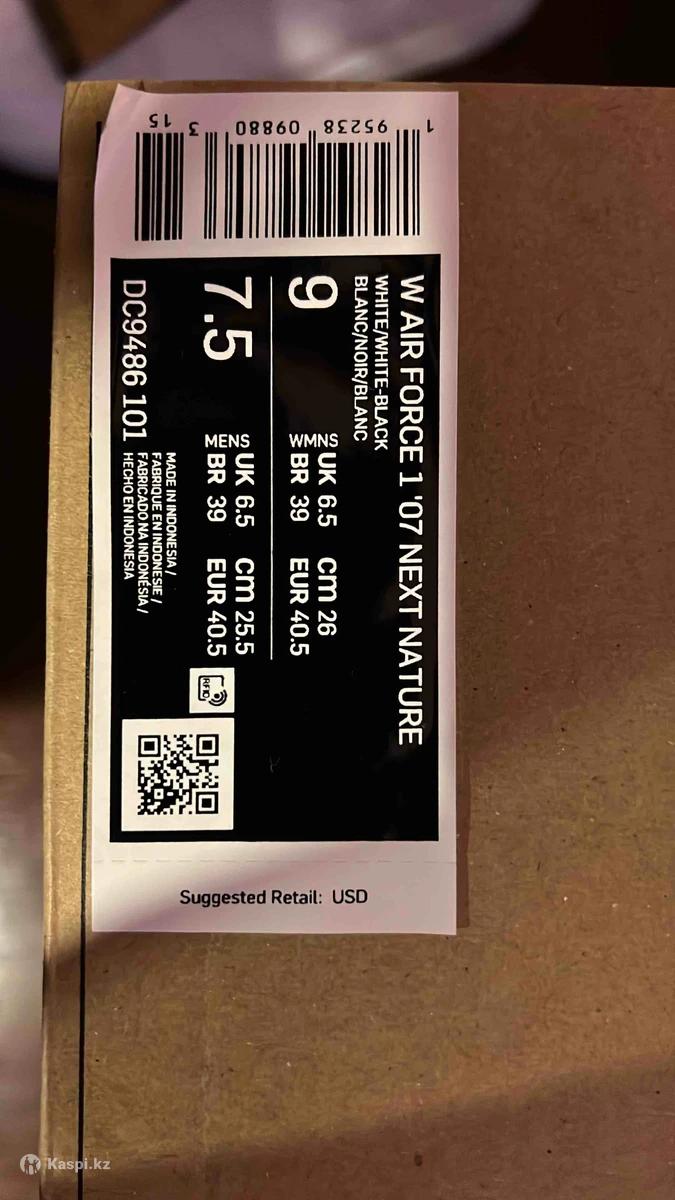 1 95238 09880 3 15
W AIR FORCE 1 '07 NEXT NATURE
WHITE/WHITE-BLACK
BLANC/NOIR/BLANC
9
WMNS UK 6.5 cm 26
BR 39 EUR 40.5
7.5
MENS UK 6.5 cm 25.5
BR 39 EUR 40.5
RFID
DC9486 101
MADE IN INDONESIA /
FABRIQUE EN INDONESIE /
FABRICADO NA INDONÉSIA /
HECHO EN INDONESIA
Suggested Retail: USD
Kaspi.kz